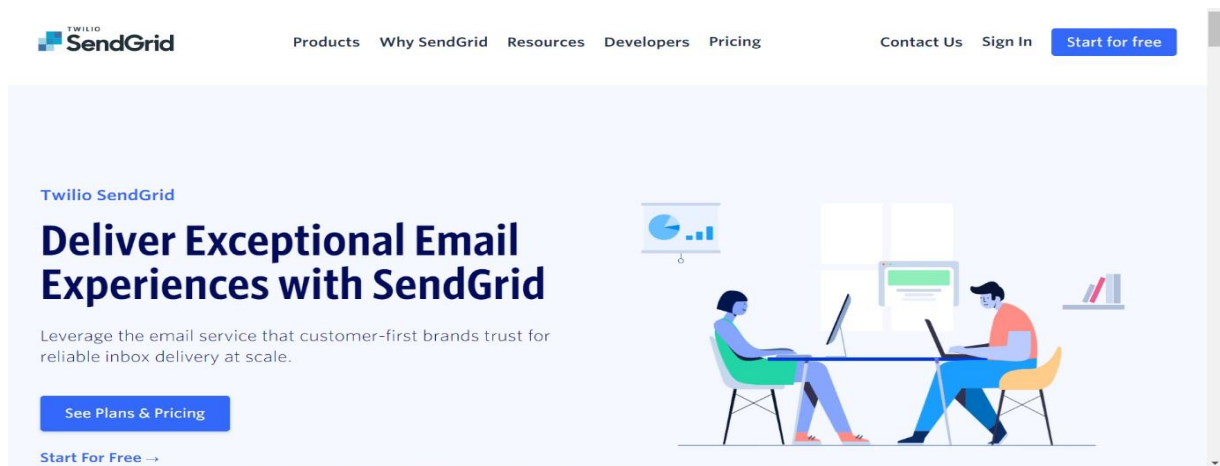 TWILIO
SendGrid
Products Why SendGrid Resources Developers Pricing Contact Us Sign In Start for free
Twilio SendGrid
Deliver Exceptional Email
Experiences with SendGrid
Leverage the email service that customer-first brands trust for
reliable inbox delivery at scale.
See Plans & Pricing
Start For Free →